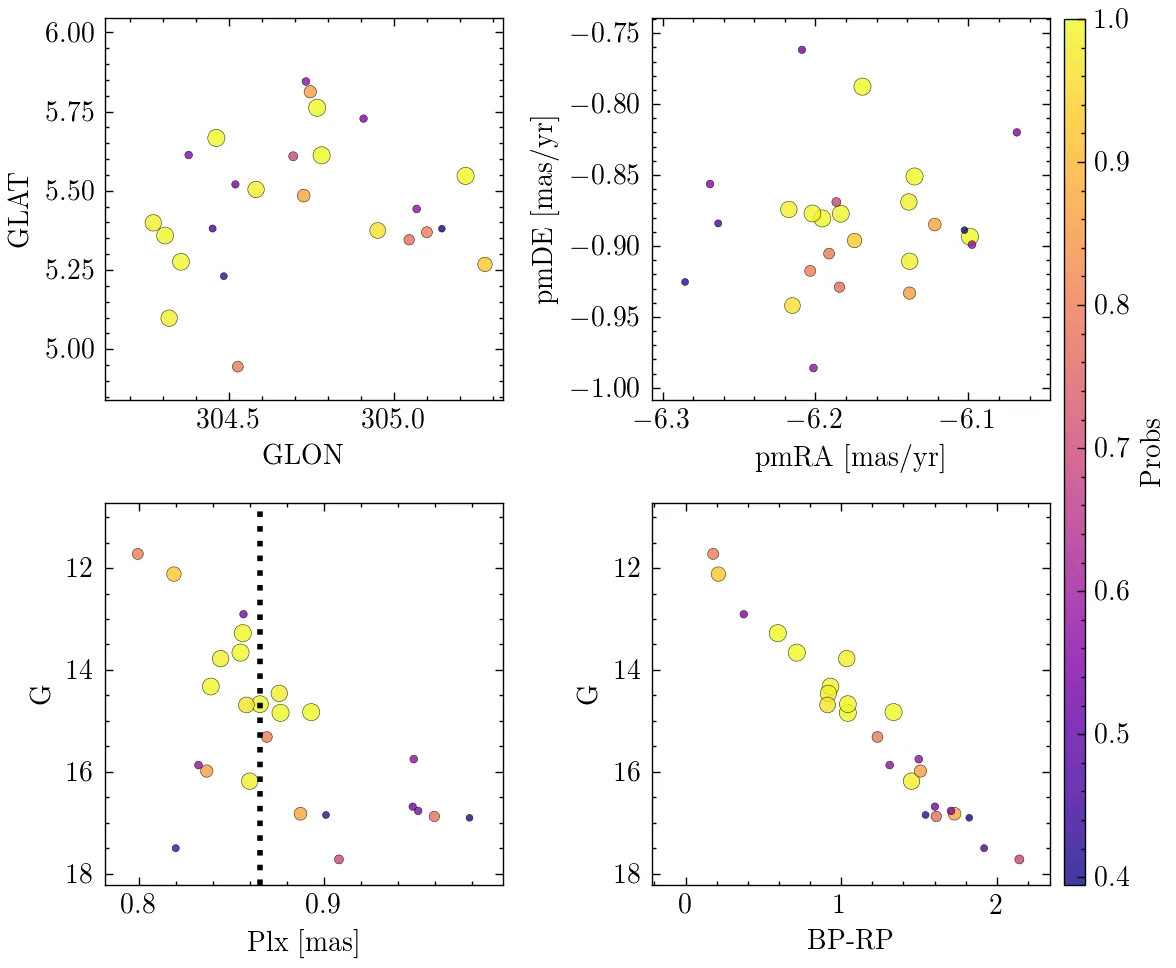 6.00
5.75
5.50
5.25
5.00
GLAT
304.5 305.0
GLON
−0.75
−0.80
−0.85
−0.90
−0.95
−1.00
pmDE [mas/yr]
−6.3 −6.2 −6.1
pmRA [mas/yr]
12
14
16
18
G
0.8 0.9
Plx [mas]
12
14
16
18
G
0 1 2
BP-RP
1.0
0.9
0.8
0.7
0.6
0.5
0.4
Probs